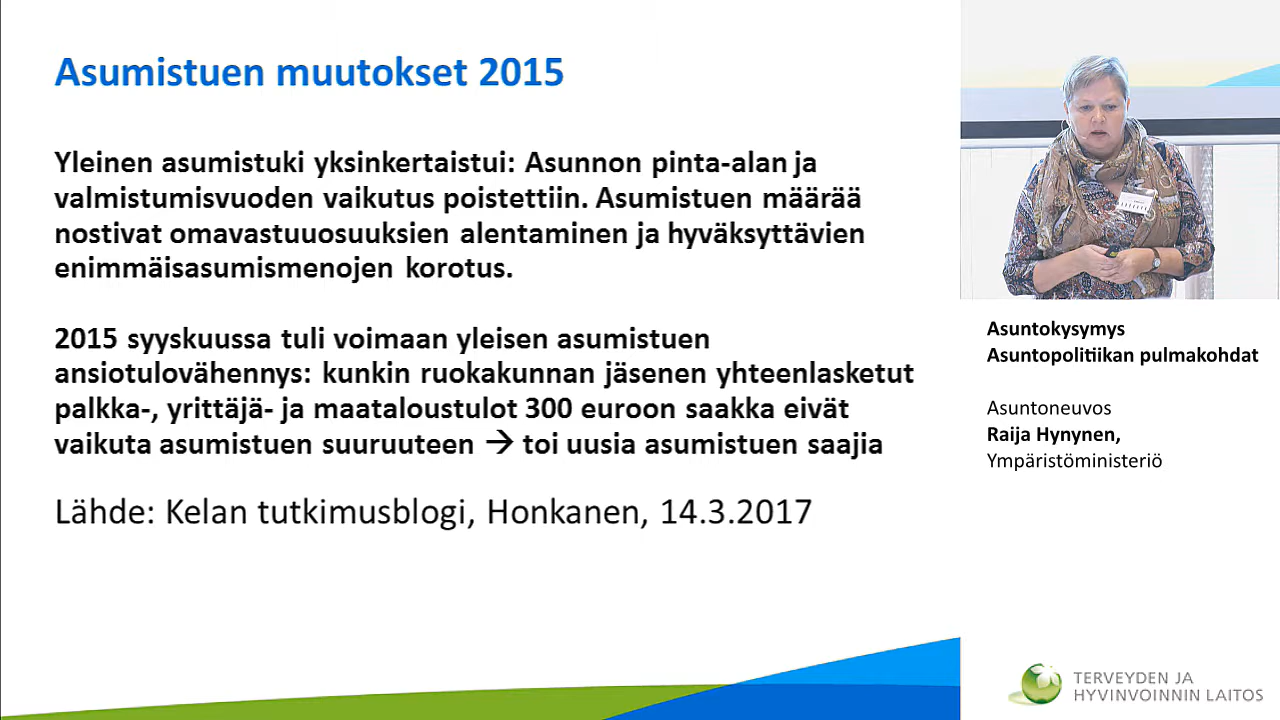 Asumistuen muutokset 2015
Yleinen asumistuki yksinkertaistui: Asunnon pinta-alan ja
valmistumisvuoden vaikutus poistettiin. Asumistuen määrää
nostivat omavastuuosuuksien alentaminen ja hyväksyttävien
enimmäisasumismenojen korotus.
2015 syyskuussa tuli voimaan yleisen asumistuen
ansiotulovähennys: kunkin ruokakunnan jäsenen yhteenlasketut
palkka-, yrittäjä- ja maataloustulot 300 euroon saakka eivät
vaikuta asumistuen suuruuteen → toi uusia asumistuen saajia
Lähde: Kelan tutkimusblogi, Honkanen, 14.3.2017
Asuntokysymys
Asuntopolitiikan pulmakohdat
Asuntoneuvos
Raija Hynynen,
Ympäristöministeriö
TERVEYDEN JA
HYVINVOINNIN LAITOS